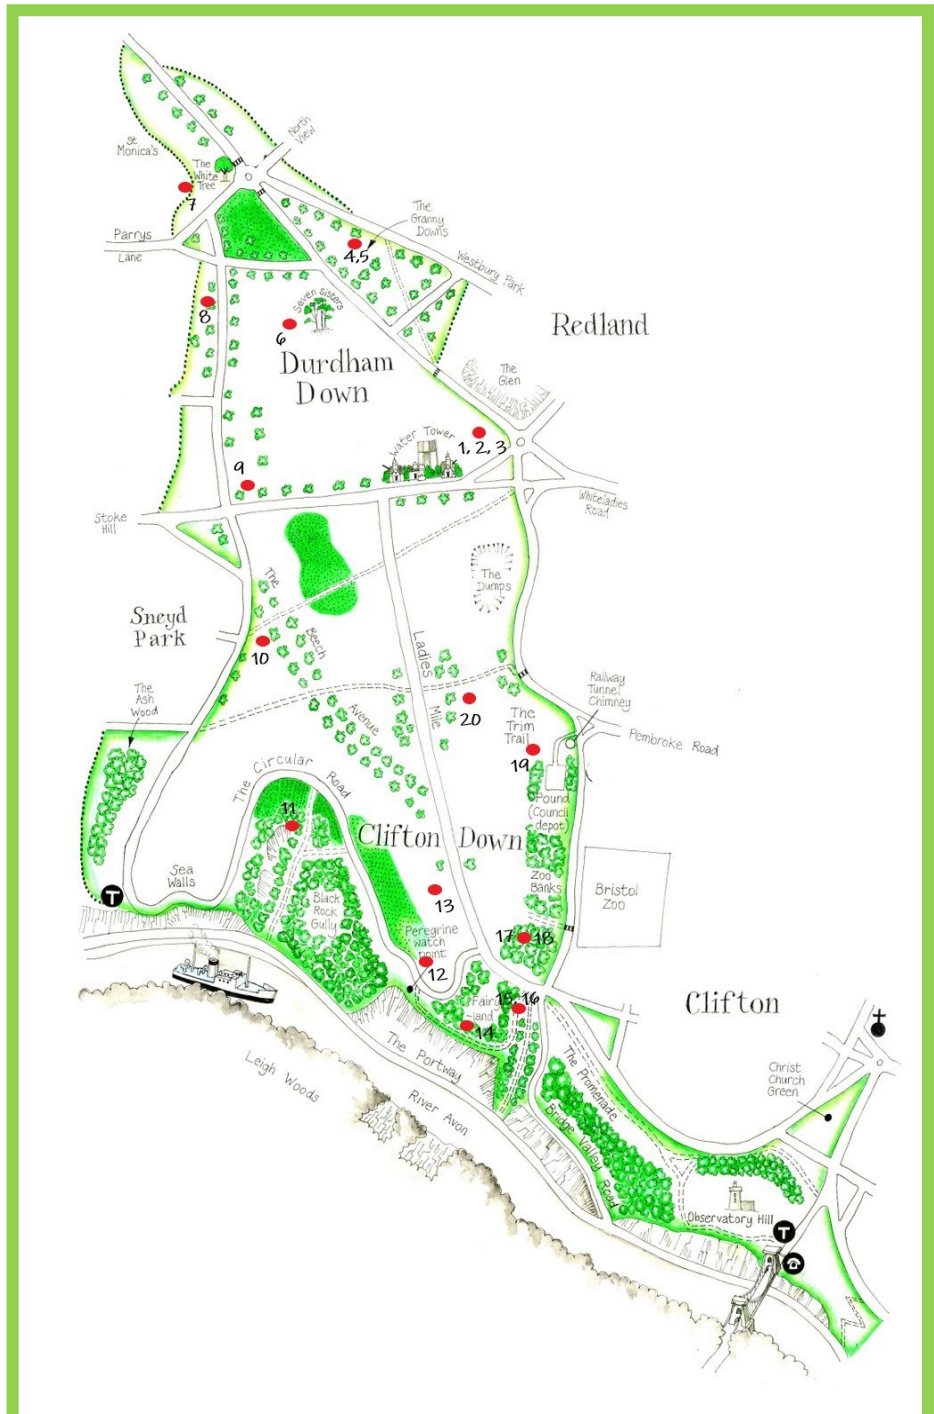 North
View
St
Monica's
The
White
Tree
7
The
Granny
Downs
4,5
Parrys
Lane
Westbury Park
8
Seven Sisters
6
Redland
Durdham
Down
The
Glen
Water Tower
1, 2, 3
9
Whiteladies
Road
Stoke
Hill
The
Dumps
The
Beech
Avenue
Sneyd
Park
10
Ladies
Mile
The
Ash
Wood
Railway
Tunnel
Chimney
20
The
Trim
Trail
19
Pembroke Road
The Circular Road
Pound
(Council
depot)
11
Clifton Down
Sea
Walls
Zoo
Banks
Bristol
Zoo
T
Black
Rock
Gully
13
Peregrine
watch
point
12
17
18
15, 16
Fairy
-land
14
Clifton
The Portway
Leigh Woods
River Avon
The Promenade
Bridge Valley Road
Christ
Church
Green
Observatory Hill
T